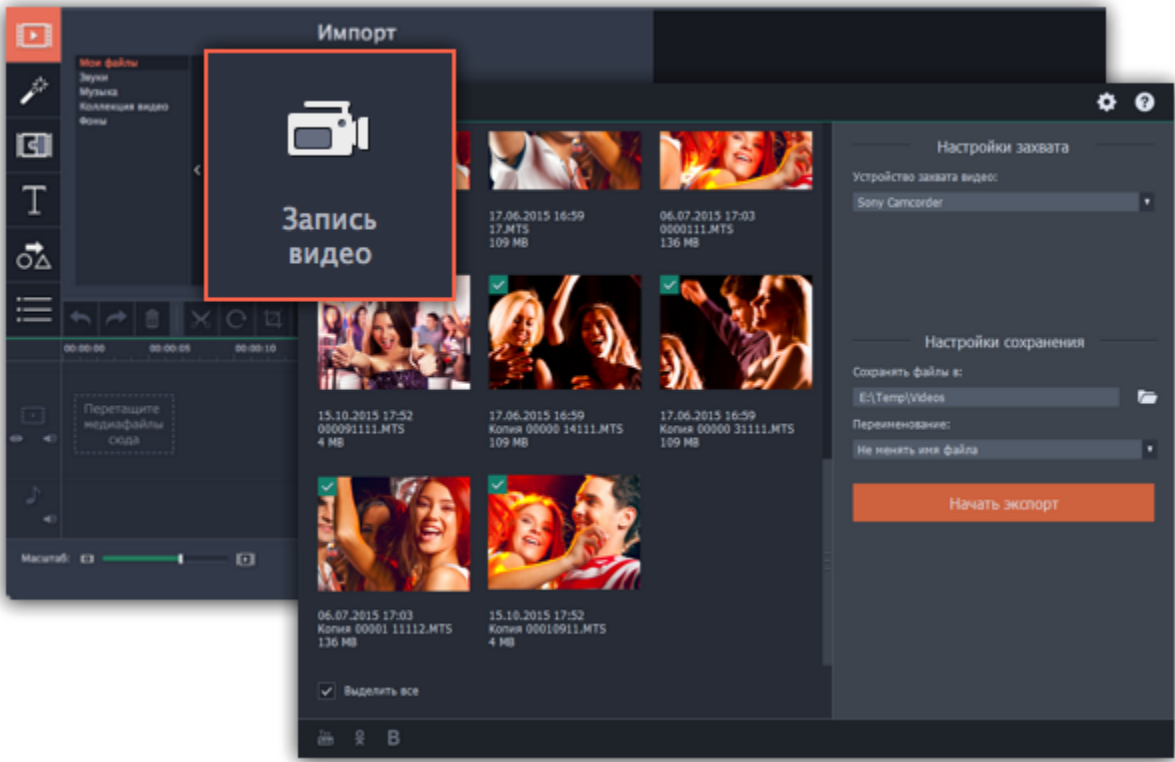 Импорт
Мои файлы
Звуки
Музыка
Коллекция видео
Фоны
Запись
видео
T
00:00:00
00:00:05
00:00:10
Перетащите
медиафайлы
сюда
Масштаб:
17.06.2015 16:59
17.MTS
109 MB
06.07.2015 17:03
0000111.MTS
136 MB
15.10.2015 17:52
000091111.MTS
4 MB
17.06.2015 16:59
Копия 00000 14111.MTS
109 MB
17.06.2015 16:59
Копия 00000 31111.MTS
109 MB
06.07.2015 17:03
Копия 00001 11112.MTS
136 MB
15.10.2015 17:52
Копия 00010911.MTS
4 MB
Выделить все
You
Tube
B
Настройки захвата
Устройство захвата видео:
Sony Camcorder
Настройки сохранения
Сохранять файлы в:
E:\Temp\Videos
Переименование:
Не менять имя файла
Начать экспорт